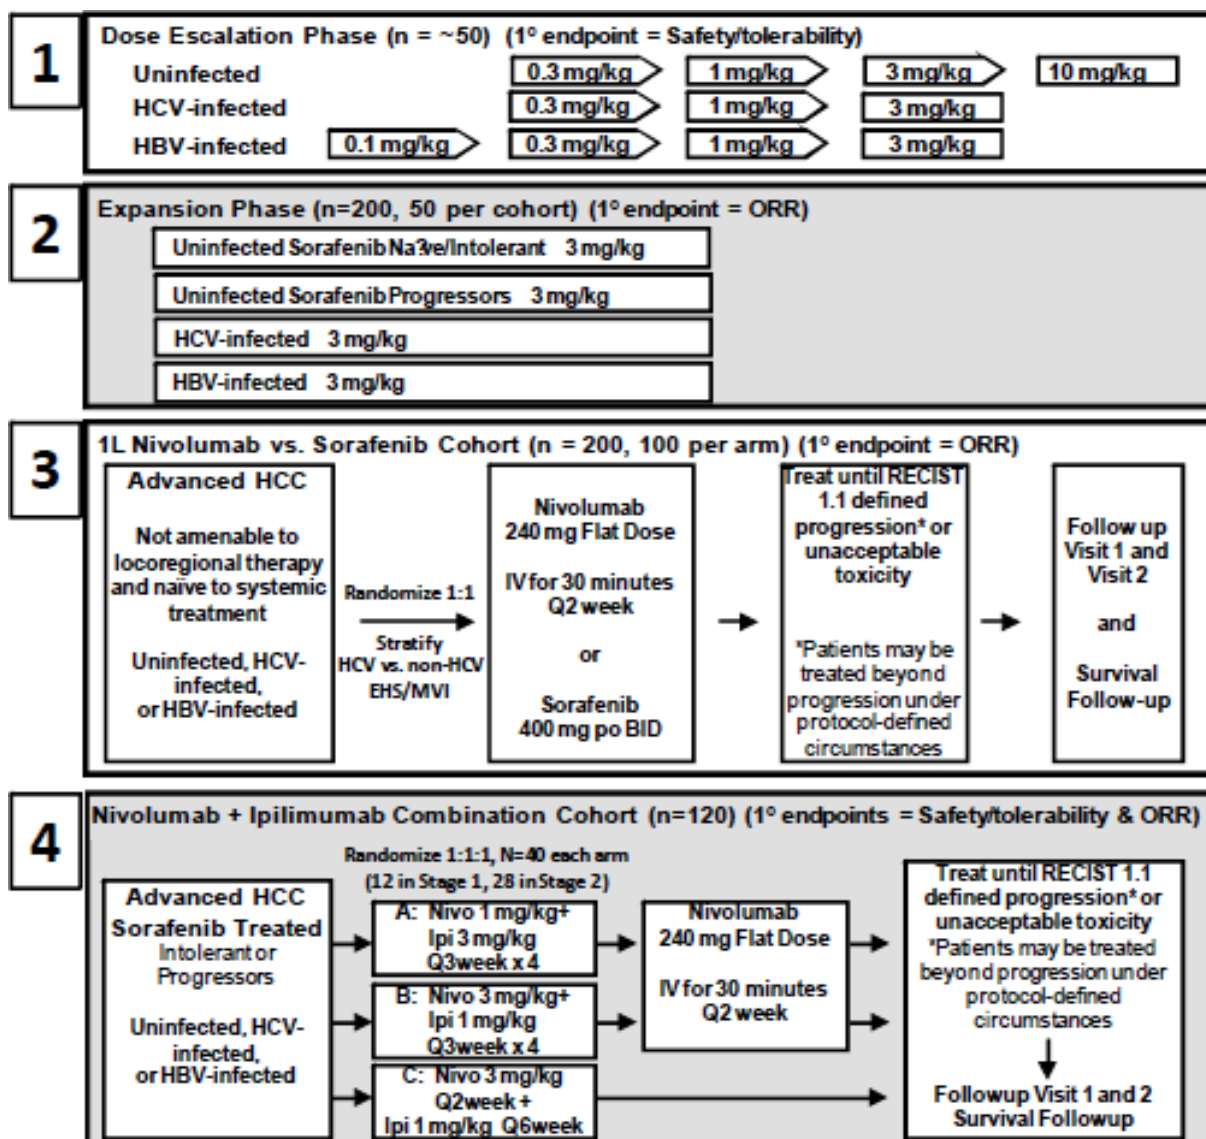 1
Dose Escalation Phase (n = ~50) (1º endpoint = Safety/tolerability)
Uninfected 0.3 mg/kg 1 mg/kg 3 mg/kg 10 mg/kg
HCV-infected 0.3 mg/kg 1 mg/kg 3 mg/kg
HBV-infected 0.1 mg/kg 0.3 mg/kg 1 mg/kg 3 mg/kg
2
Expansion Phase (n=200, 50 per cohort) (1º endpoint = ORR)
Uninfected Sorafenib Na?ve/Intolerant 3 mg/kg
Uninfected Sorafenib Progressors 3 mg/kg
HCV-infected 3 mg/kg
HBV-infected 3 mg/kg
3
1L Nivolumab vs. Sorafenib Cohort (n = 200, 100 per arm) (1º endpoint = ORR)
Advanced HCC
Not amenable to
locoregional therapy
and naïve to systemic
treatment
Uninfected, HCV-
infected,
or HBV-infected
Randomize 1:1
Stratify
HCV vs. non-HCV
EHS/MVI
Nivolumab
240 mg Flat Dose
IV for 30 minutes
Q2 week
or
Sorafenib
400 mg po BID
Treat until RECIST
1.1 defined
progression* or
unacceptable
toxicity
*Patients may be
treated beyond
progression under
protocol-defined
circumstances
Follow up
Visit 1 and
Visit 2
and
Survival
Follow-up
4
Nivolumab + Ipilimumab Combination Cohort (n=120) (1º endpoints = Safety/tolerability & ORR)
Randomize 1:1:1, N=40 each arm
(12 in Stage 1, 28 in Stage 2)
Advanced HCC
Sorafenib Treated
Intolerant or
Progressors
Uninfected, HCV-
infected,
or HBV-infected
A: Nivo 1 mg/kg+
Ipi 3 mg/kg
Q3week x 4
B: Nivo 3 mg/kg+
Ipi 1 mg/kg
Q3week x 4
C: Nivo 3 mg/kg
Q2week +
Ipi 1 mg/kg Q6week
Nivolumab
240 mg Flat Dose
IV for 30 minutes
Q2 week
Treat until RECIST 1.1
defined progression* or
unacceptable toxicity
*Patients may be treated
beyond progression under
protocol-defined
circumstances
Followup Visit 1 and 2
Survival Followup